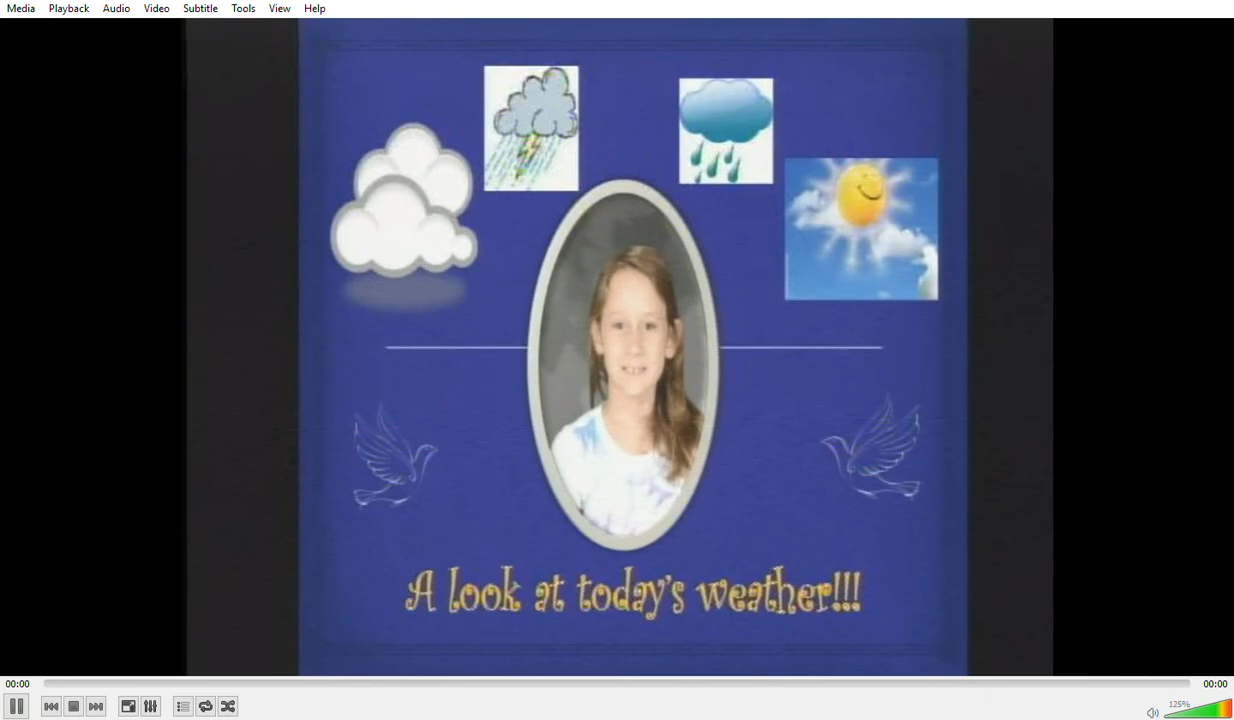 Media Playback Audio Video Subtitle Tools View Help
A look at today's weather!!!
00:00 00:00
125%